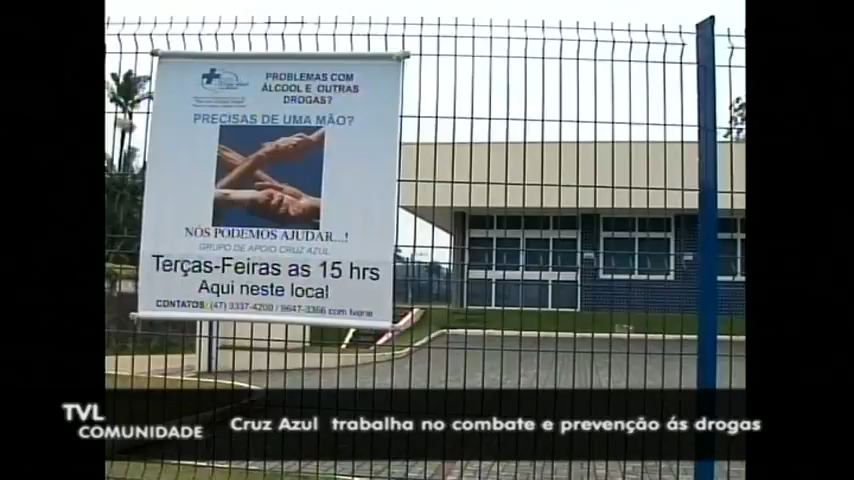 PROBLEMAS COM
ÁLCOOL E OUTRAS
DROGAS?
PRECISAS DE UMA MÃO?
NÓS PODEMOS AJUDAR...!
GRUPO DE APOIO CRUZ AZUL
Terças-Feiras as 15 hrs
Aqui neste local
CONTATOS: (47) 3337-4200 / 9647-3366 com Ivone
TVL
COMUNIDADE
Cruz Azul trabalha no combate e prevenção ás drogas